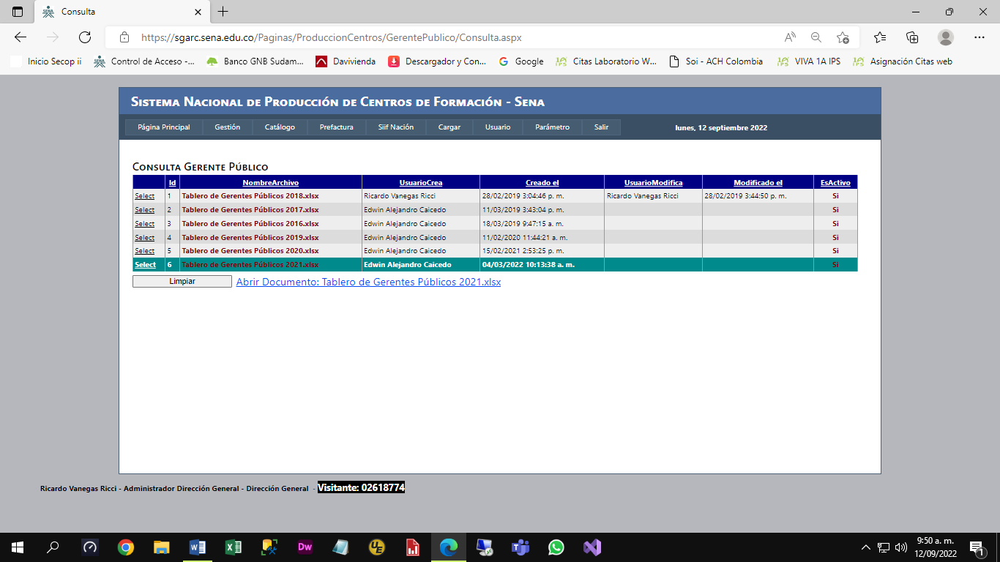 Consulta
https://sgarc.sena.edu.co/Paginas/ProduccionCentros/GerentePublico/Consulta.aspx
Inicio Secop ii Control de Acceso -... Banco GNB Sudam... Davivienda Descargador y Con... Google Citas Laboratorio W... Soi - ACH Colombia VIVA 1A IPS Asignación Citas web
Sistema Nacional de Producción de Centros de Formación - Sena
Página Principal Gestión Catálogo Prefactura Siif Nación Cargar Usuario Parámetro Salir lunes, 12 septiembre 2022
Consulta Gerente Público
Id NombreArchivo UsuarioCrea Creado el UsuarioModifica Modificado el EsActivo
Select 1 Tablero de Gerentes Públicos 2018.xlsx Ricardo Vanegas Ricci 28/02/2019 3:04:46 p. m. Ricardo Vanegas Ricci 28/02/2019 3:44:50 p. m. Si
Select 2 Tablero de Gerentes Públicos 2017.xlsx Edwin Alejandro Caicedo 11/03/2019 3:43:04 p. m. Si
Select 3 Tablero de Gerentes Públicos 2016.xlsx Edwin Alejandro Caicedo 18/03/2019 9:47:15 a. m. Si
Select 4 Tablero de Gerentes Públicos 2019.xlsx Edwin Alejandro Caicedo 11/02/2020 11:44:21 a. m. Si
Select 5 Tablero de Gerentes Públicos 2020.xlsx Edwin Alejandro Caicedo 15/02/2021 2:53:25 p. m. Si
Select 6 Tablero de Gerentes Públicos 2021.xlsx Edwin Alejandro Caicedo 04/03/2022 10:13:38 a. m. Si
Limpiar Abrir Documento: Tablero de Gerentes Públicos 2021.xlsx
Ricardo Vanegas Ricci - Administrador Dirección General - Dirección General - Visitante: 02618774
9:50 a. m.
12/09/2022
1